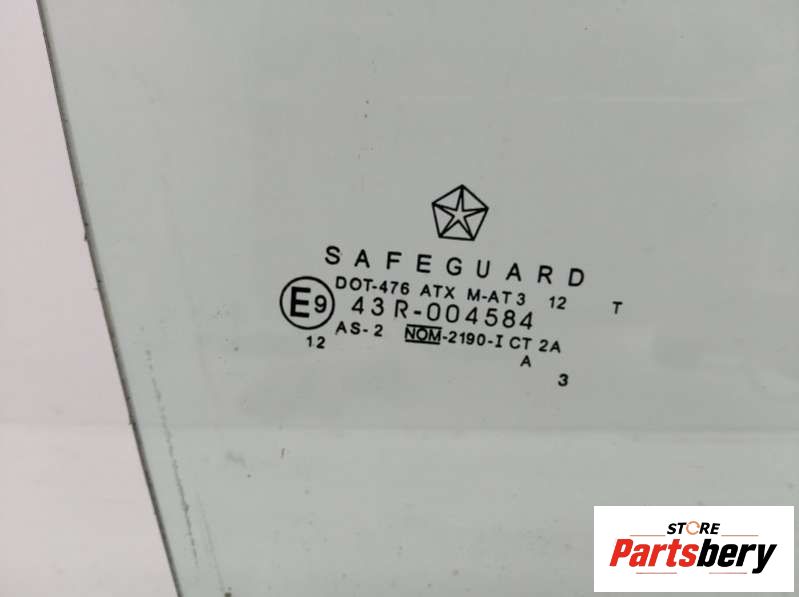 SAFEGUARD
DOT-476 ATX M-AT3 12 T
E9 43R-004584
AS-2 NOM-2190-I CT 2A
12 A
3
STORE
Partsbery